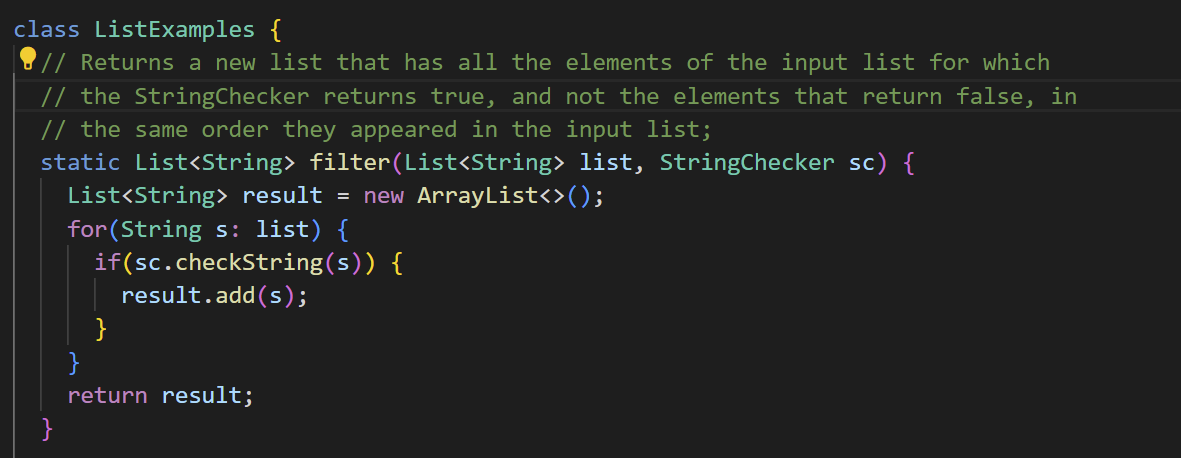 class ListExamples {
// Returns a new list that has all the elements of the input list for which
// the StringChecker returns true, and not the elements that return false, in
// the same order they appeared in the input list;
static List<String> filter(List<String> list, StringChecker sc) {
List<String> result = new ArrayList<>();
for(String s: list) {
if(sc.checkString(s)) {
result.add(s);
}
}
return result;
}